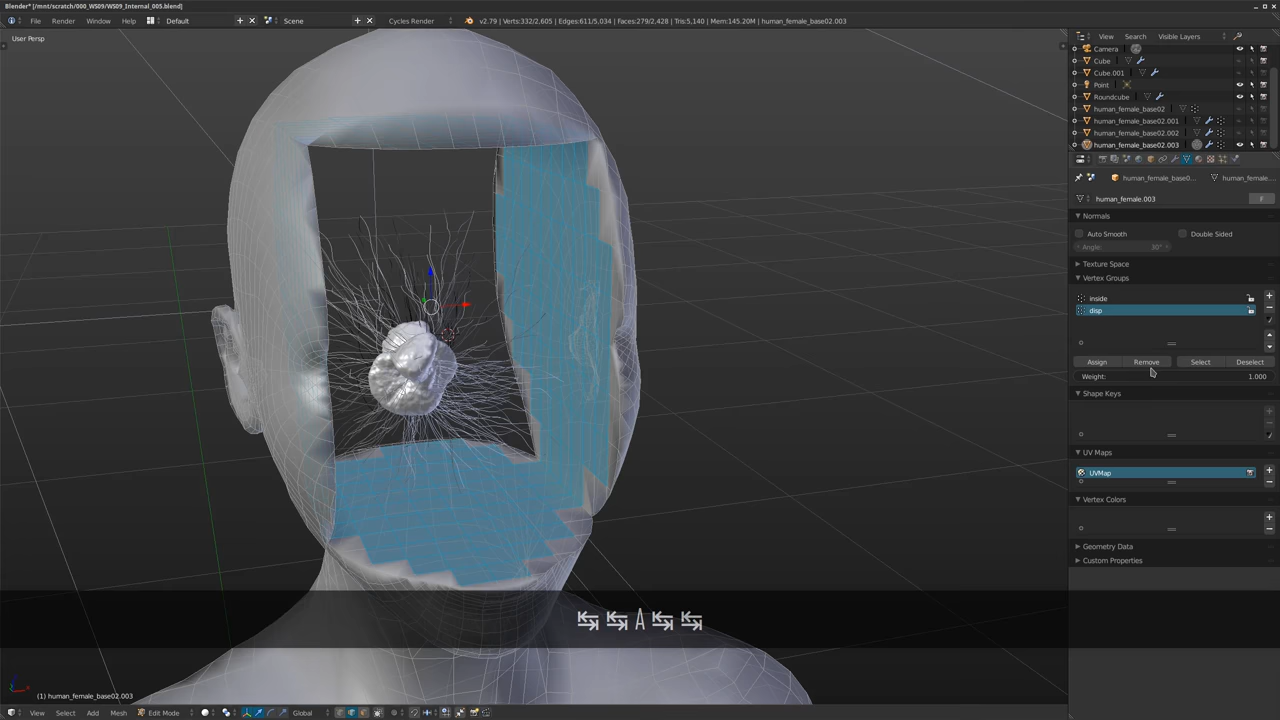 Blender* [/mnt/scratch/000_WS09/WS09_Internal_005.blend]
File Render Window Help Default Scene Cycles Render v2.79 | Verts:332/2,605 | Edges:611/5,034 | Faces:279/2,428 | Tris:5,140 | Mem:145.20M | human_female_base02.003
User Persp
View Search Visible Layers
Camera
Cube
Cube.001
Point
Roundcube
human_female_base02
human_female_base02.001
human_female_base02.002
human_female_base02.003
human_female_base0... human_female....
human_female.003 F
Normals
Auto Smooth Double Sided
Angle: 30°
Texture Space
Vertex Groups
inside
disp
Assign Remove Select Deselect
Weight: 1.000
Shape Keys
UV Maps
UVMap
Vertex Colors
Geometry Data
Custom Properties
A
(1) human_female_base02.003
View Select Add Mesh Edit Mode Global